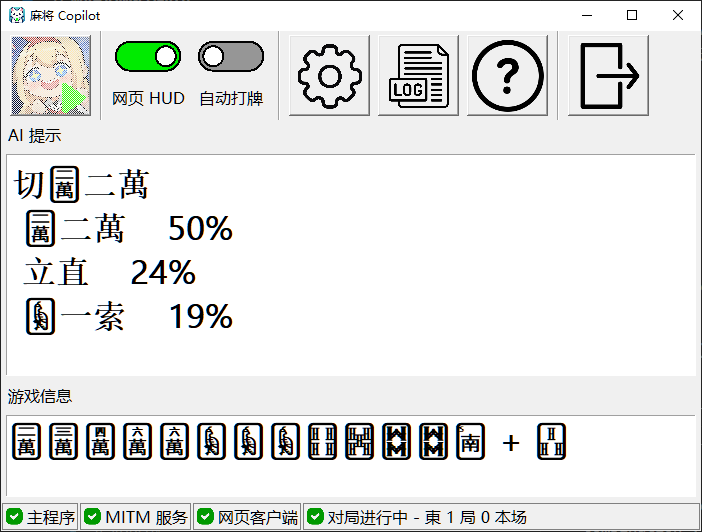 麻将 Copilot
网页 HUD 自动打牌
LOG
AI 提示
切🀈二萬
🀈二萬 50%
立直 24%
🀐一索 19%
游戏信息
+
主程序 MITM 服务 网页客户端 对局进行中 - 東 1 局 0 本场